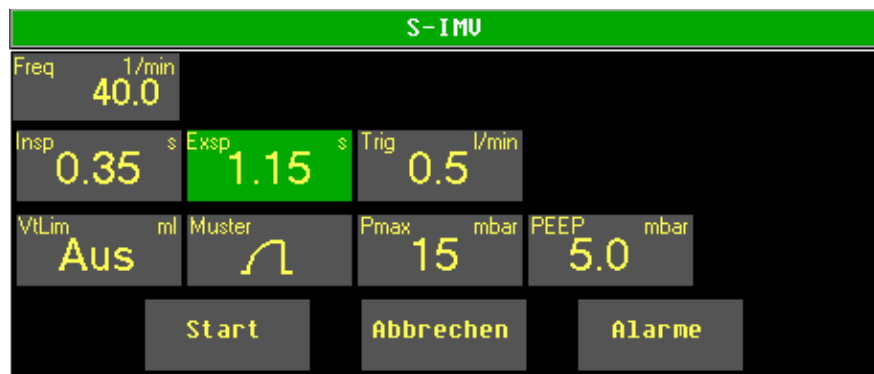 S-IMV
Freq 1/min
40.0
Insp s Exsp s Trig l/min
0.35 1.15 0.5
VtLim ml Muster Pmax mbar PEEP mbar
Aus 15 5.0
Start Abbrechen Alarme